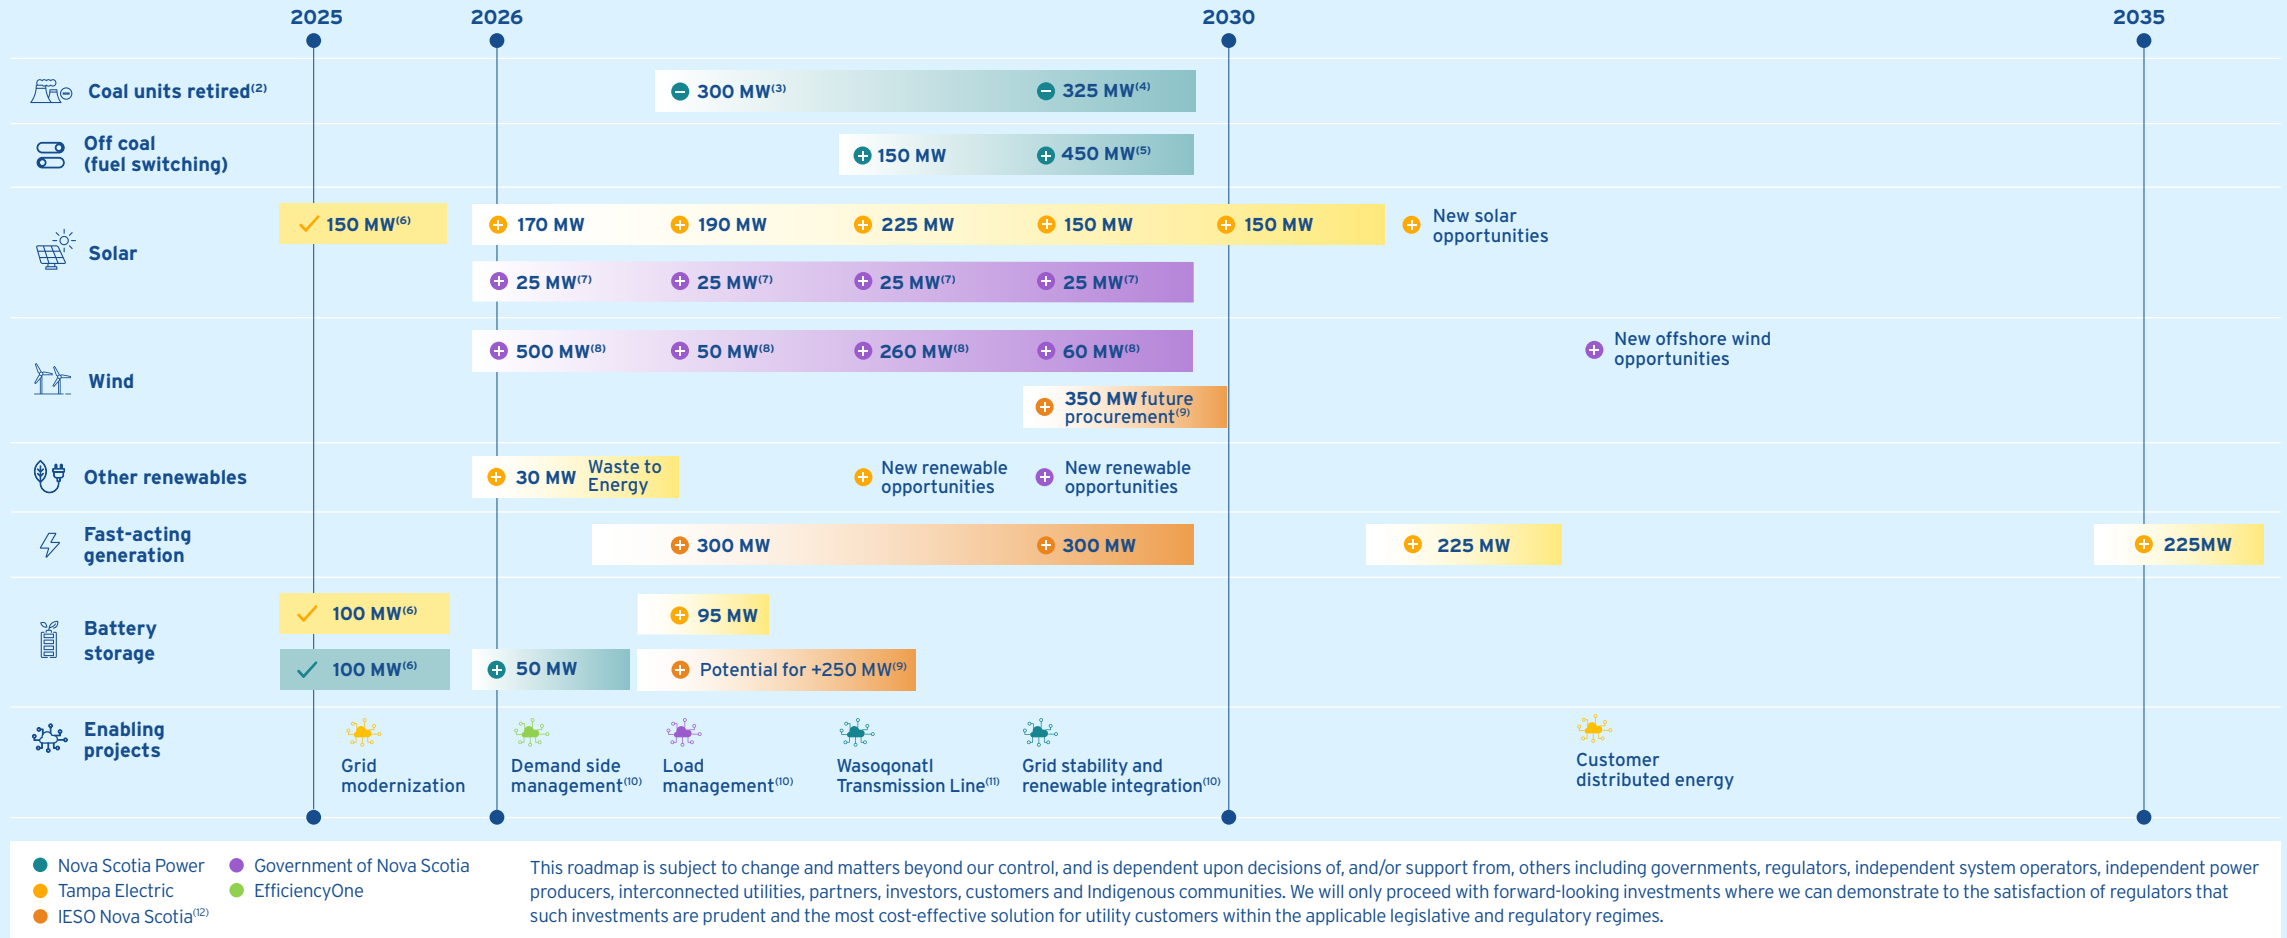 2025 2026 2030 2035
Coal units retired(2)
300 MW(3) 325 MW(4)
Off coal
(fuel switching)
150 MW 450 MW(5)
Solar
150 MW(6) 170 MW 190 MW 225 MW 150 MW 150 MW
New solar
opportunities
25 MW(7) 25 MW(7) 25 MW(7) 25 MW(7)
Wind
500 MW(8) 50 MW(8) 260 MW(8) 60 MW(8)
New offshore wind
opportunities
350 MW future
procurement(9)
Other renewables
30 MW
Waste to
Energy
New renewable
opportunities
New renewable
opportunities
Fast-acting
generation
300 MW 300 MW 225 MW 225MW
Battery
storage
100 MW(6) 95 MW
100 MW(6) 50 MW Potential for +250 MW(9)
Enabling
projects
Grid
modernization
Demand side
management(10)
Load
management(10)
Wasoqonatl
Transmission Line(11)
Grid stability and
renewable integration(10)
Customer
distributed energy
Nova Scotia Power
Tampa Electric
IESO Nova Scotia(12)
Government of Nova Scotia
EfficiencyOne
This roadmap is subject to change and matters beyond our control, and is dependent upon decisions of, and/or support from, others including governments, regulators, independent system operators, independent power
producers, interconnected utilities, partners, investors, customers and Indigenous communities. We will only proceed with forward-looking investments where we can demonstrate to the satisfaction of regulators that
such investments are prudent and the most cost-effective solution for utility customers within the applicable legislative and regulatory regimes.